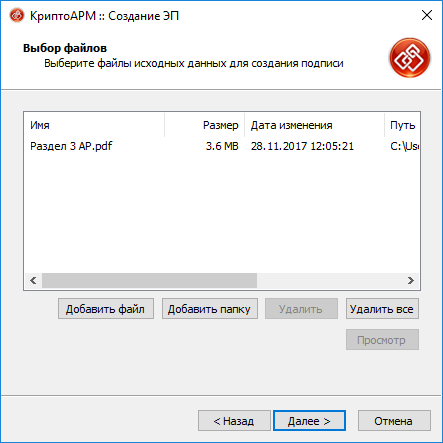 КриптоАРМ :: Создание ЭП
Выбор файлов
Выберите файлы исходных данных для создания подписи
Имя Размер Дата изменения Путь
Раздел 3 АР.pdf 3.6 MB 28.11.2017 12:05:21 C:\Use
Добавить файл Добавить папку Удалить Удалить все
Просмотр
< Назад Далее > Отмена